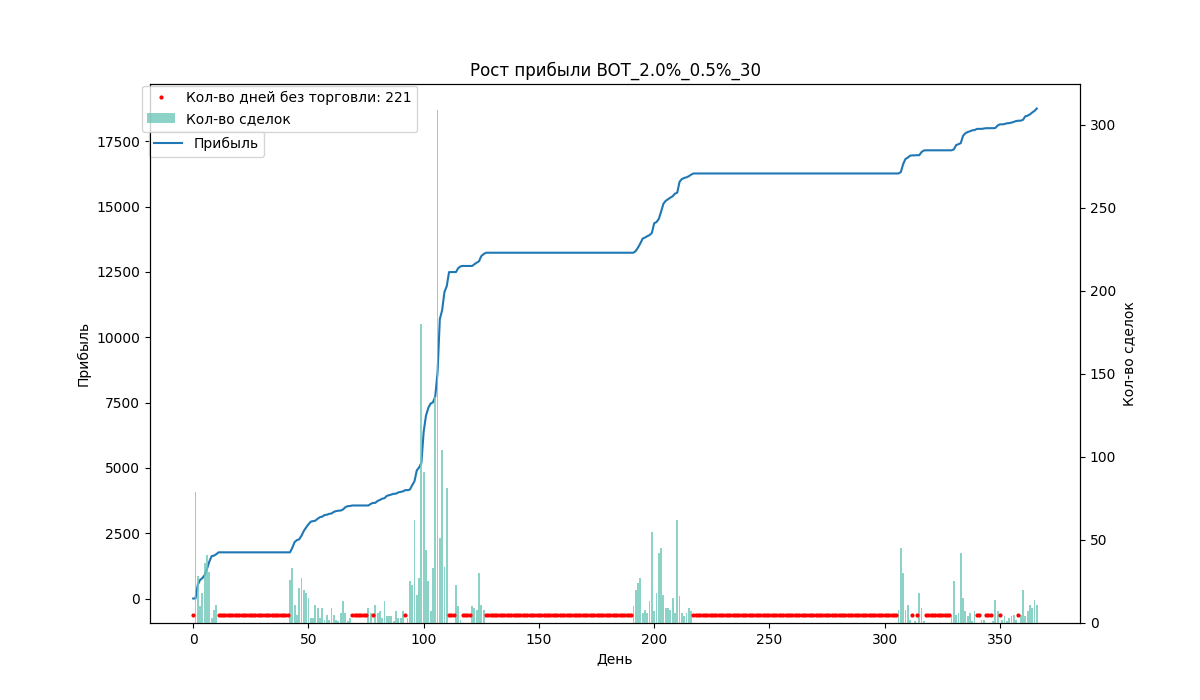 Рост прибыли BOT_2.0%_0.5%_30
Кол-во дней без торговли: 221
Кол-во сделок
Прибыль
Прибыль
17500
15000
12500
10000
7500
5000
2500
0
300
250
200
150
100
50
0
Кол-во сделок
0 50 100 150 200 250 300 350
День